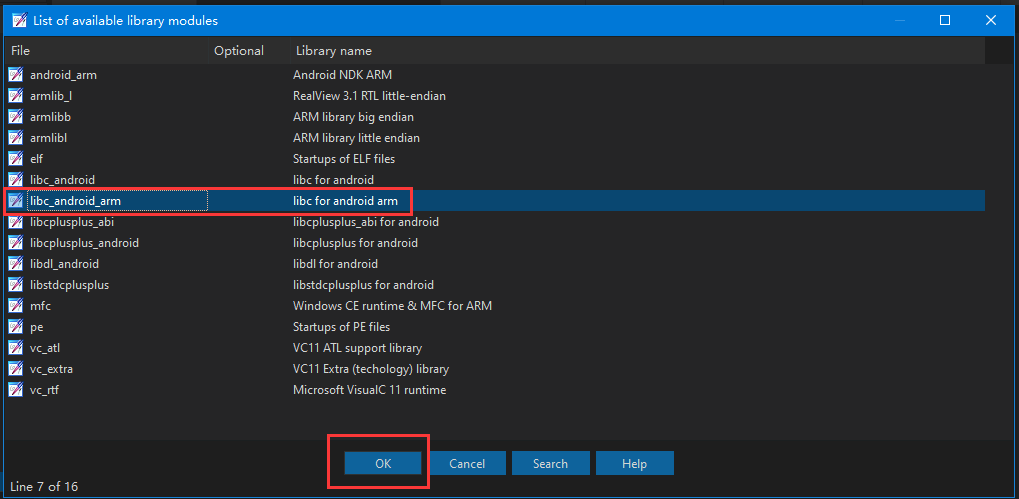 List of available library modules
File Optional Library name
android_arm Android NDK ARM
armlib_l RealView 3.1 RTL little-endian
armlibb ARM library big endian
armlibl ARM library little endian
elf Startups of ELF files
libc_android libc for android
libc_android_arm libc for android arm
libcplusplus_abi libcplusplus_abi for android
libcplusplus_android libcplusplus for android
libdl_android libdl for android
libstdcplusplus libstdcplusplus for android
mfc Windows CE runtime & MFC for ARM
pe Startups of PE files
vc_atl VC11 ATL support library
vc_extra VC11 Extra (techology) library
vc_rtf Microsoft VisualC 11 runtime
OK Cancel Search Help
Line 7 of 16